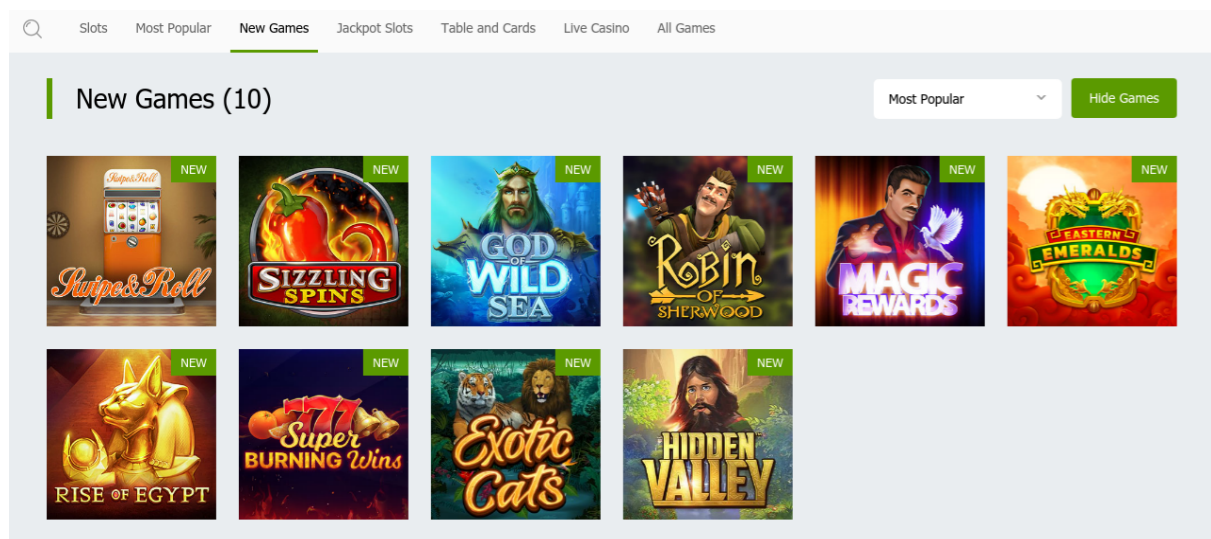 Slots Most Popular New Games Jackpot Slots Table and Cards Live Casino All Games
New Games (10)
Most Popular
Hide Games
NEW
Swipe&Roll
Swipe&Roll
NEW
SIZZLING
SPINS
NEW
GOD
OF
WILD
SEA
NEW
Robin
OF
SHERWOOD
NEW
MAGIC
REWARDS
NEW
EASTERN
EMERALDS
NEW
RISE OF EGYPT
NEW
777
Super
BURNING Wins
NEW
Exotic
Cats
NEW
HIDDEN
VALLEY